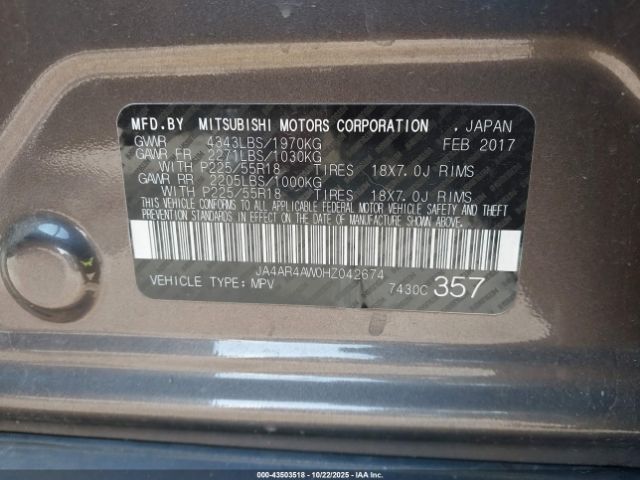 MFD.BY MITSUBISHI MOTORS CORPORATION . JAPAN
GVWR 4343LBS/1970KG FEB 2017
GAWR FR 2271LBS/1030KG
WITH P225/55R18 TIRES 18X7.0J RIMS
GAWR RR 2205LBS/1000KG
WITH P225/55R18 TIRES 18X7.0J RIMS
THIS VEHICLE CONFORMS TO ALL APPLICABLE FEDERAL MOTOR VEHICLE SAFETY AND THEFT
PREVENTION STANDARDS IN EFFECT ON THE DATE OF MANUFACTURE SHOWN ABOVE.
JA4AR4AW0HZ042674
VEHICLE TYPE:MPV 7430C 357
00-43503518 - 10/22/2025 - IAAI.COM